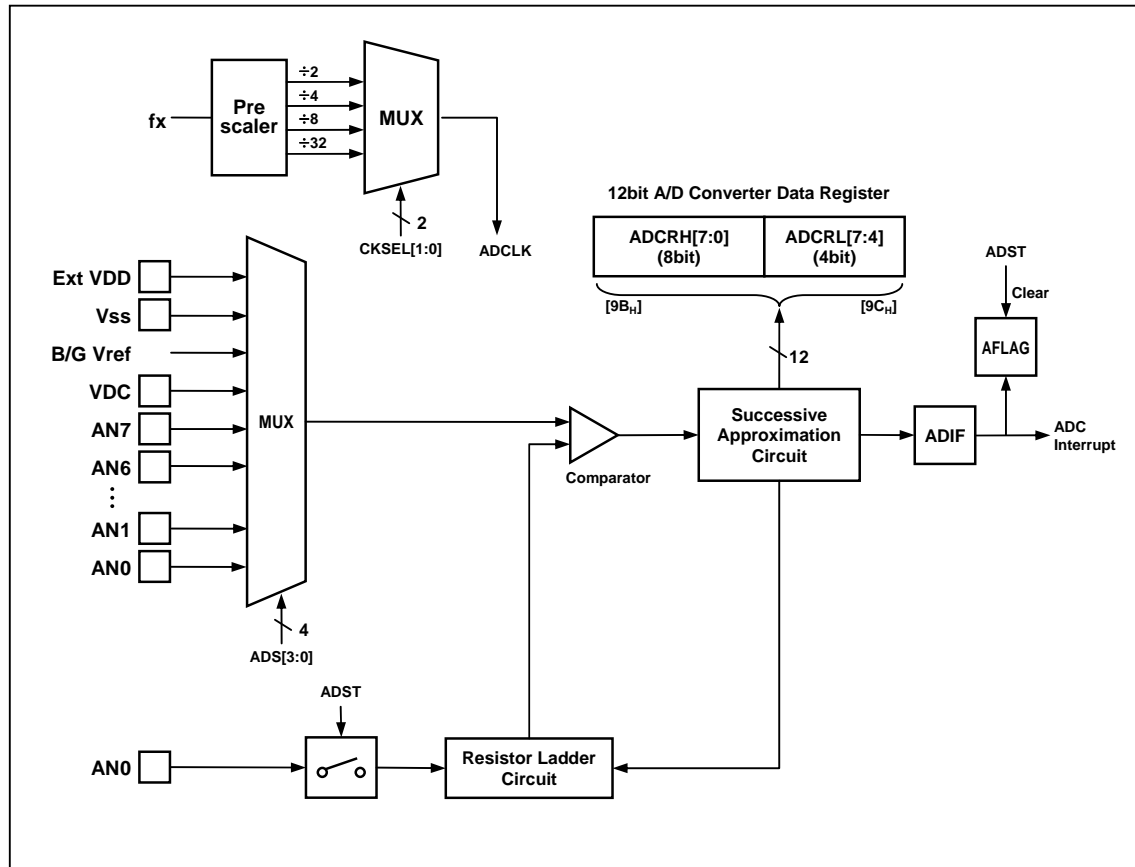 ÷2
÷4
÷8
÷32
fx
Pre
scaler
MUX
2
CKSEL[1:0]
ADCLK
12bit A/D Converter Data Register
ADCRH[7:0]
(8bit)
ADCRL[7:4]
(4bit)
[9BH]
[9CH]
ADST
Clear
AFLAG
12
Ext VDD
Vss
B/G Vref
VDC
AN7
AN6
⋮
AN1
AN0
MUX
4
ADS[3:0]
Comparator
Successive
Approximation
Circuit
ADIF
ADC
Interrupt
ADST
AN0
Resistor Ladder
Circuit